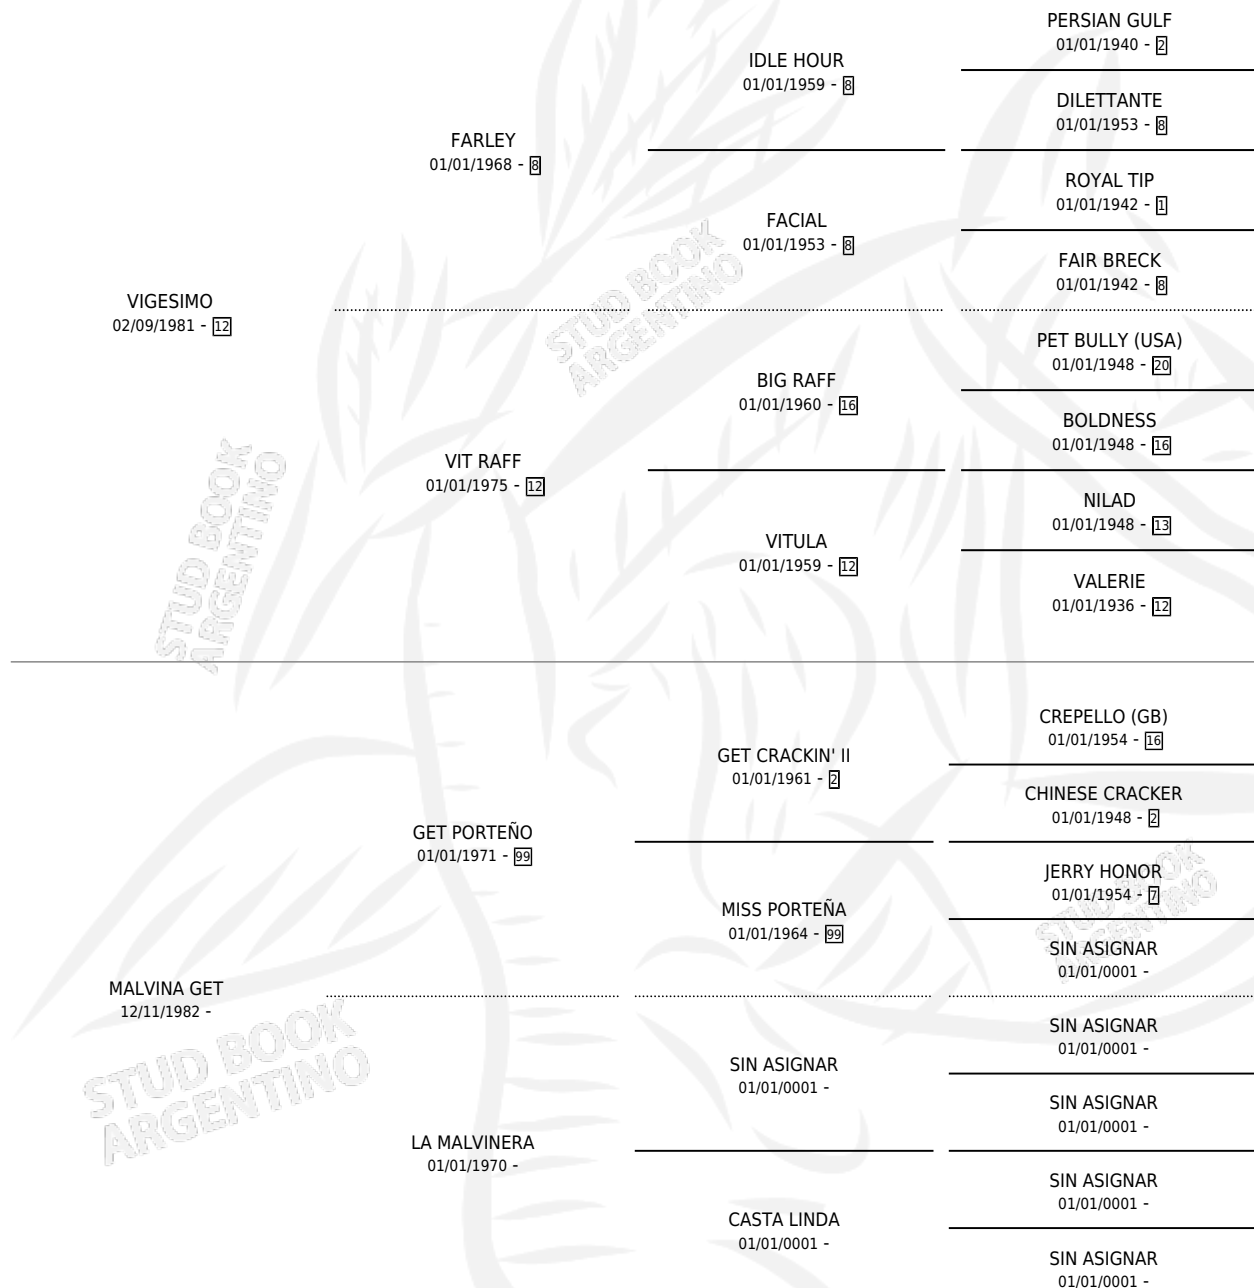 PERSIAN GULF
01/01/1940 - 2
IDLE HOUR
01/01/1959 - 8
DILETTANTE
01/01/1953 - 8
FARLEY
01/01/1968 - 8
ROYAL TIP
01/01/1942 - 1
FACIAL
01/01/1953 - 8
FAIR BRECK
01/01/1942 - 8
VIGESIMO
02/09/1981 - 12
PET BULLY (USA)
01/01/1948 - 20
BIG RAFF
01/01/1960 - 16
BOLDNESS
01/01/1948 - 16
VIT RAFF
01/01/1975 - 12
NILAD
01/01/1948 - 13
VITULA
01/01/1959 - 12
VALERIE
01/01/1936 - 12
STUD BOOK
ARGENTINO
STUD BOOK
ARGENTINO
CREPELLO (GB)
01/01/1954 - 16
GET CRACKIN' II
01/01/1961 - 2
CHINESE CRACKER
01/01/1948 - 2
GET PORTEÑO
01/01/1971 - 99
JERRY HONOR
01/01/1954 - 7
MISS PORTEÑA
01/01/1964 - 99
SIN ASIGNAR
01/01/0001 -
MALVINA GET
12/11/1982 -
SIN ASIGNAR
01/01/0001 -
SIN ASIGNAR
01/01/0001 -
SIN ASIGNAR
01/01/0001 -
LA MALVINERA
01/01/1970 -
SIN ASIGNAR
01/01/0001 -
CASTA LINDA
01/01/0001 -
SIN ASIGNAR
01/01/0001 -
STUD BOOK
ARGENTINO
STUD BOOK
ARGENTINO